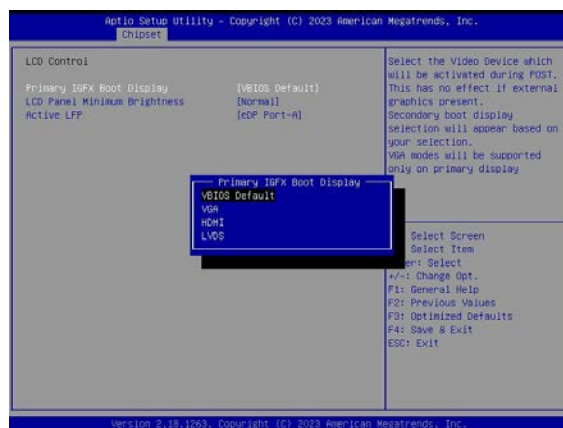 Aptio Setup Utility - Copyright (C) 2023 American Megatrends, Inc.
Chipset
LCD Control
Primary IGFX Boot Display [VBIOS Default]
LCD Panel Minimum Brightness [Normal]
Active LFP [eDP Port-A]
Select the Video Device which
will be activated during POST.
This has no effect if external
graphics present.
Secondary boot display
selection will appear based on
your selection.
VGA modes will be supported
only on primary display
Primary IGFX Boot Display
VBIOS Default
VGA
HDMI
LVDS
Select Screen
Select Item
er: Select
+/-: Change Opt.
F1: General Help
F2: Previous Values
F3: Optimized Defaults
F4: Save & Exit
ESC: Exit
Version 2.18.1263. Copyright (C) 2023 American Megatrends, Inc.